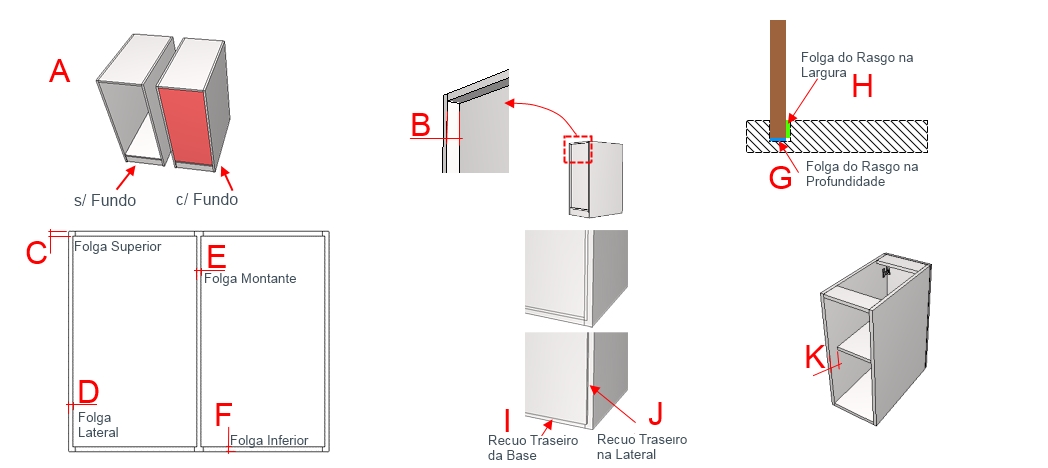 A
s/ Fundo
c/ Fundo
B
Folga do Rasgo na
Largura
H
G
Folga do Rasgo na
Profundidade
C
Folga Superior
E
Folga Montante
D
Folga
Lateral
F
Folga Inferior
I
Recuo Traseiro
da Base
J
Recuo Traseiro
na Lateral
K